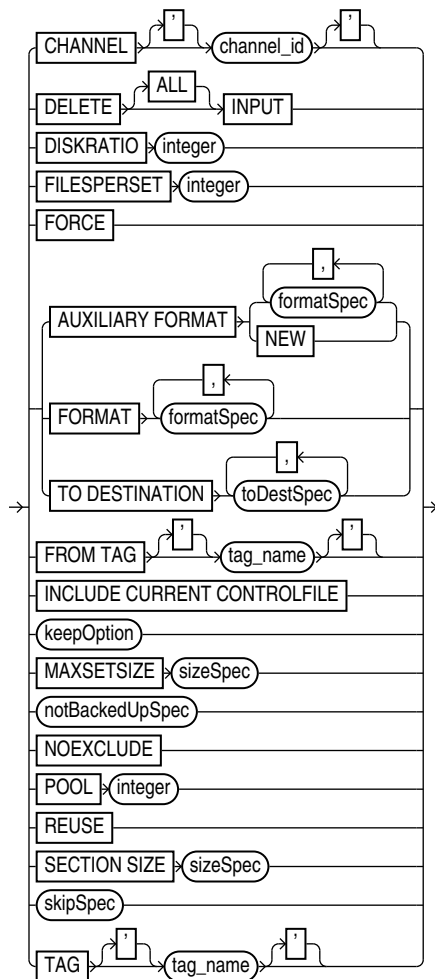 CHANNEL ' channel_id '
DELETE ALL INPUT
DISKRATIO integer
FILESPERSET integer
FORCE
,
AUXILIARY FORMAT formatSpec
NEW
,
FORMAT formatSpec
,
TO DESTINATION toDestSpec
FROM TAG ' tag_name '
INCLUDE CURRENT CONTROLFILE
keepOption
MAXSETSIZE sizeSpec
notBackedUpSpec
NOEXCLUDE
POOL integer
REUSE
SECTION SIZE sizeSpec
skipSpec
TAG ' tag_name '